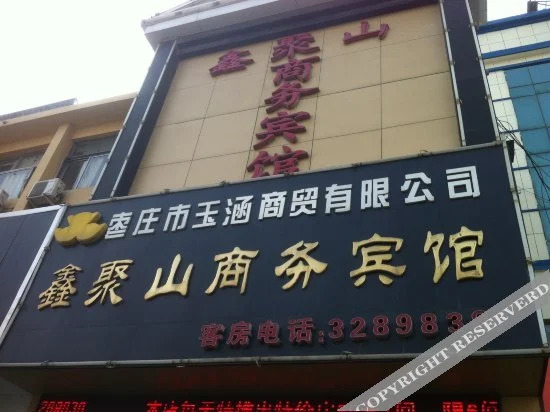 鑫聚山
商务宾馆
枣庄市玉涵商贸有限公司
鑫聚山商务宾馆
客房电话:328983
COPYRIGHT RESERVERD